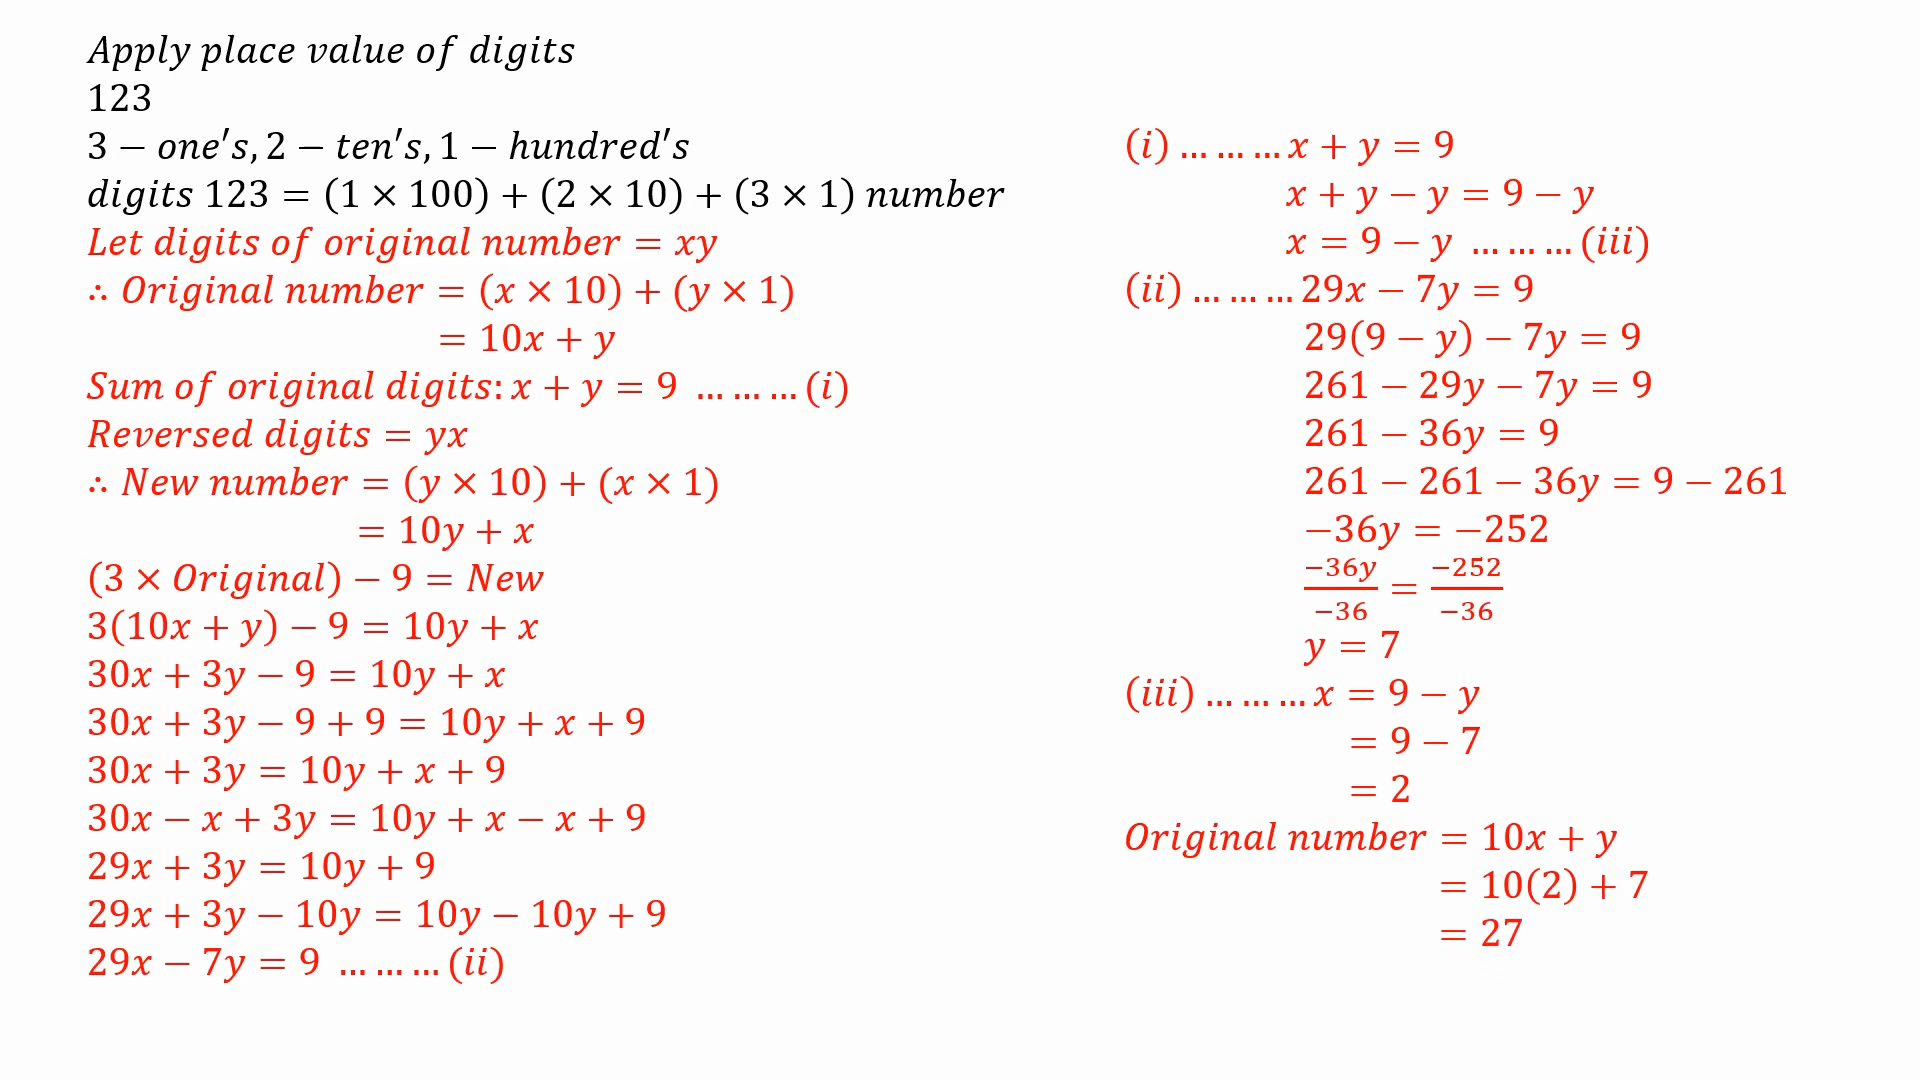 Apply place value of digits
123
3 − one's, 2 − ten's, 1 − hundred's
digits 123 = (1 × 100) + (2 × 10) + (3 × 1) number
Let digits of original number = xy
∴ Original number = (x × 10) + (y × 1)
= 10x + y
Sum of original digits: x + y = 9 ... ... ... (i)
Reversed digits = yx
∴ New number = (y × 10) + (x × 1)
= 10y + x
(3 × Original) − 9 = New
3(10x + y) − 9 = 10y + x
30x + 3y − 9 = 10y + x
30x + 3y − 9 + 9 = 10y + x + 9
30x + 3y = 10y + x + 9
30x − x + 3y = 10y + x − x + 9
29x + 3y = 10y + 9
29x + 3y − 10y = 10y − 10y + 9
29x − 7y = 9 ... ... ... (ii)
(i) ... ... ... x + y = 9
x + y − y = 9 − y
x = 9 − y ... ... ... (iii)
(ii) ... ... ... 29x − 7y = 9
29(9 − y) − 7y = 9
261 − 29y − 7y = 9
261 − 36y = 9
261 − 261 − 36y = 9 − 261
−36y = −252
−36y/−36 = −252/−36
y = 7
(iii) ... ... ... x = 9 − y
= 9 − 7
= 2
Original number = 10x + y
= 10(2) + 7
= 27